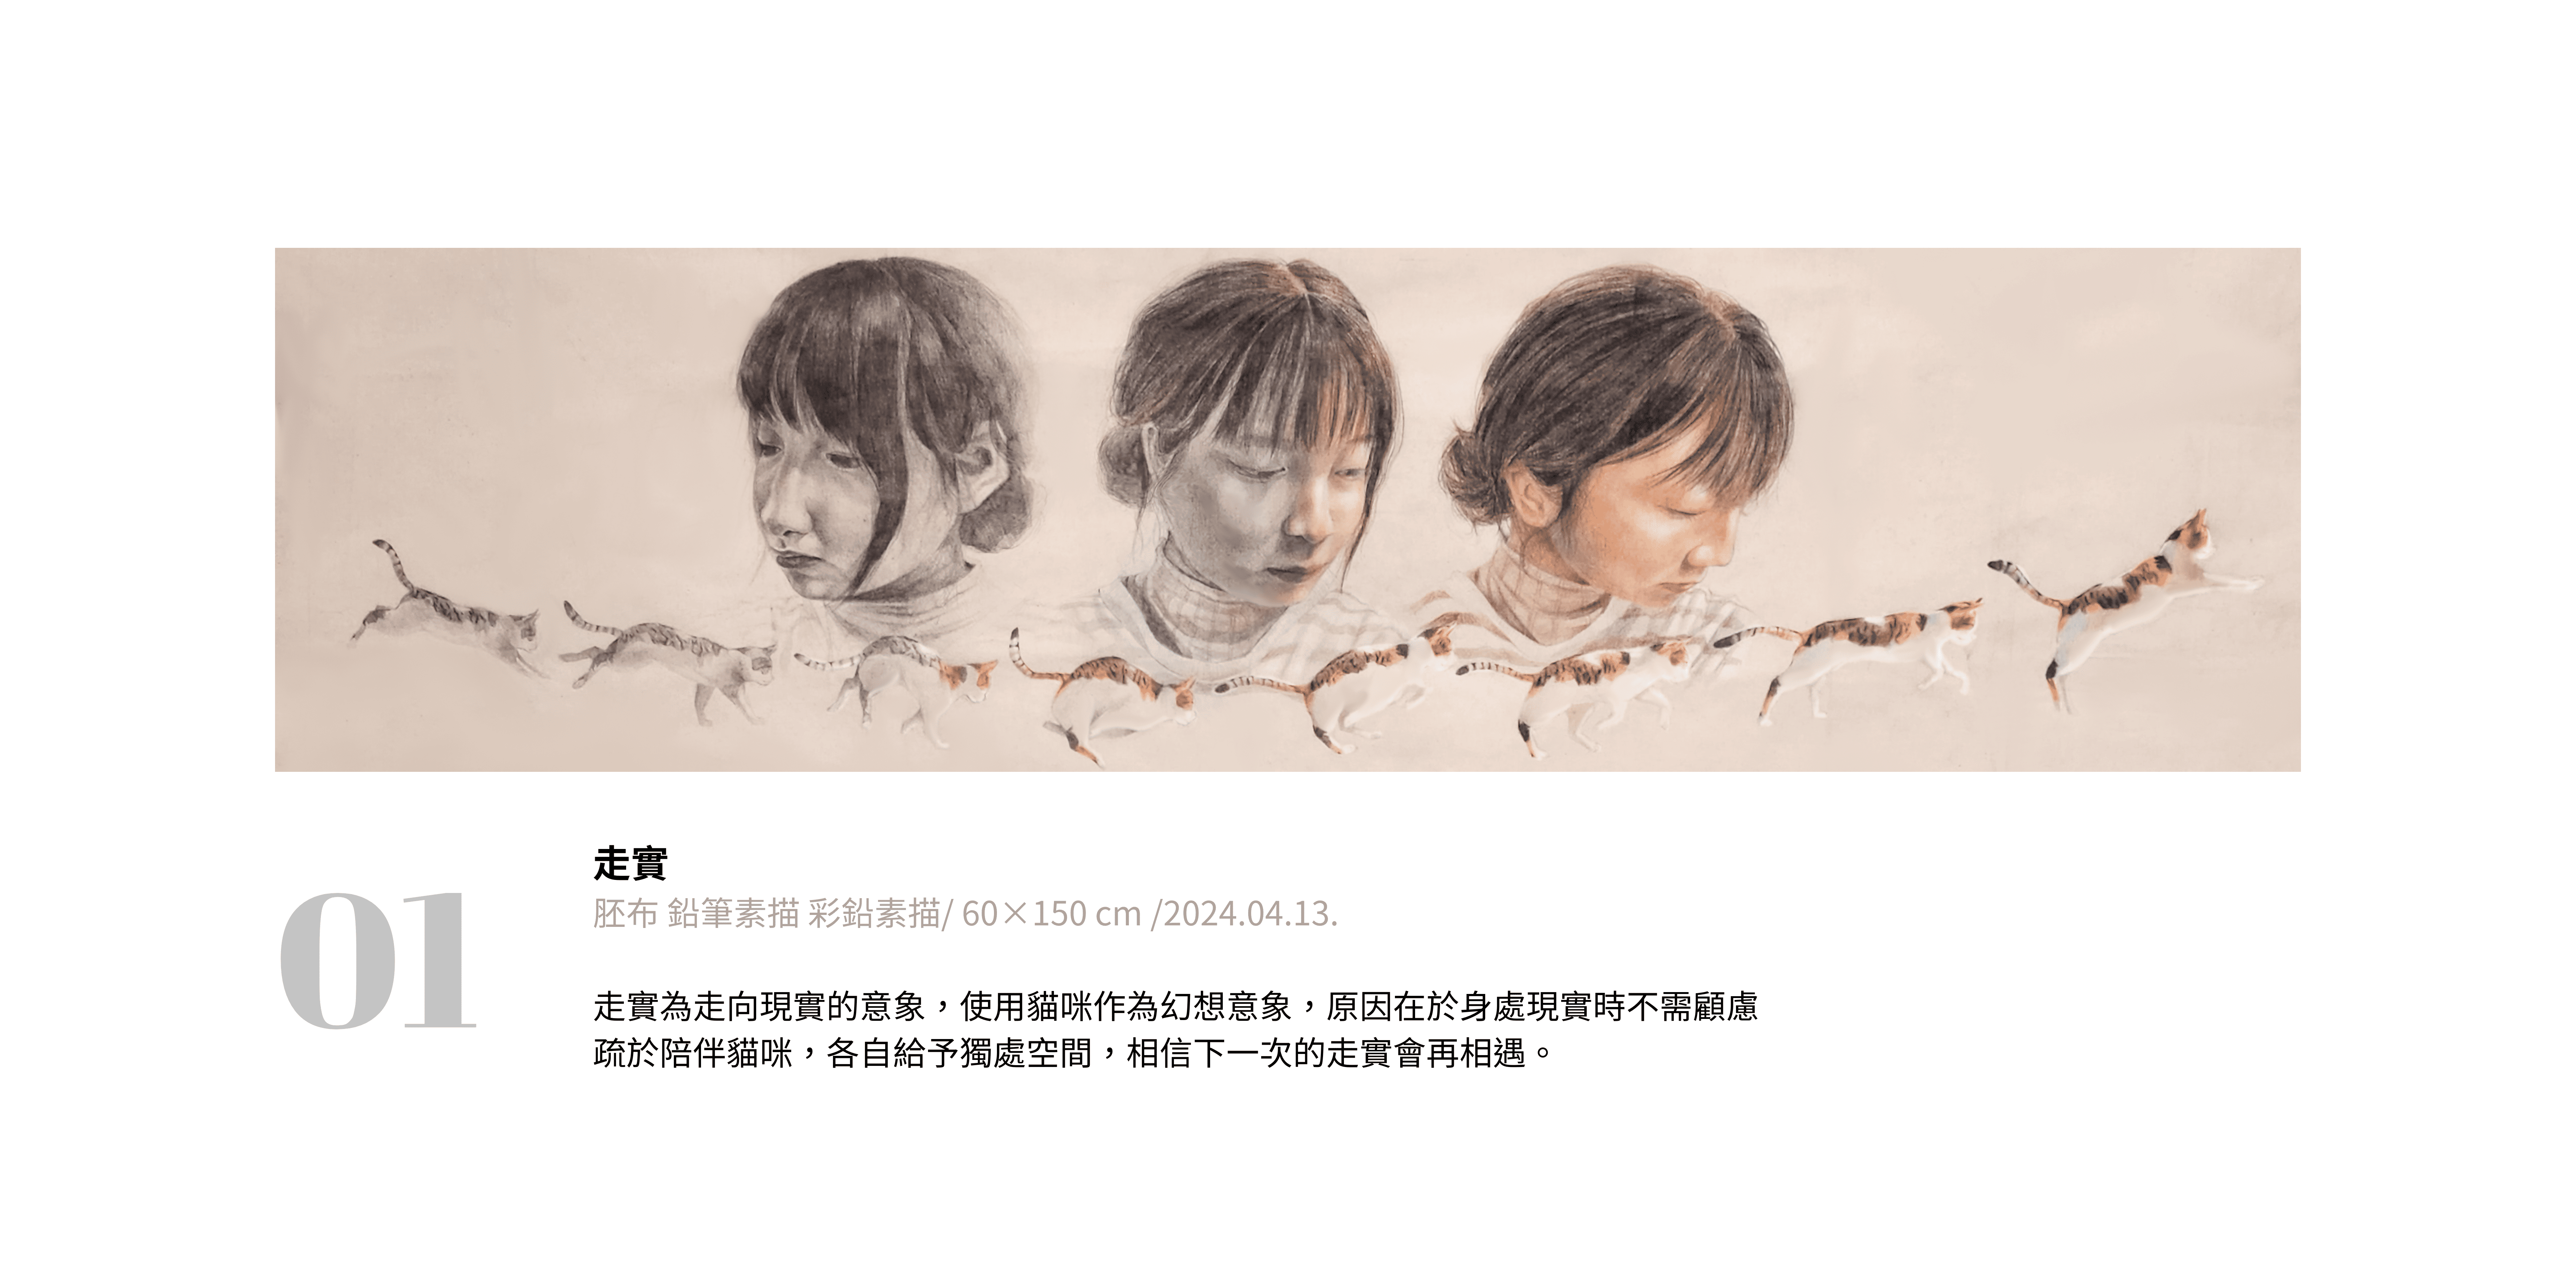 走實
01
胚布 鉛筆素描 彩鉛素描/ 60×150 cm /2024.04.13.
走實為走向現實的意象，使用貓咪作為幻想意象，原因在於身處現實時不需顧慮
疏於陪伴貓咪，各自給予獨處空間，相信下一次的走實會再相遇。